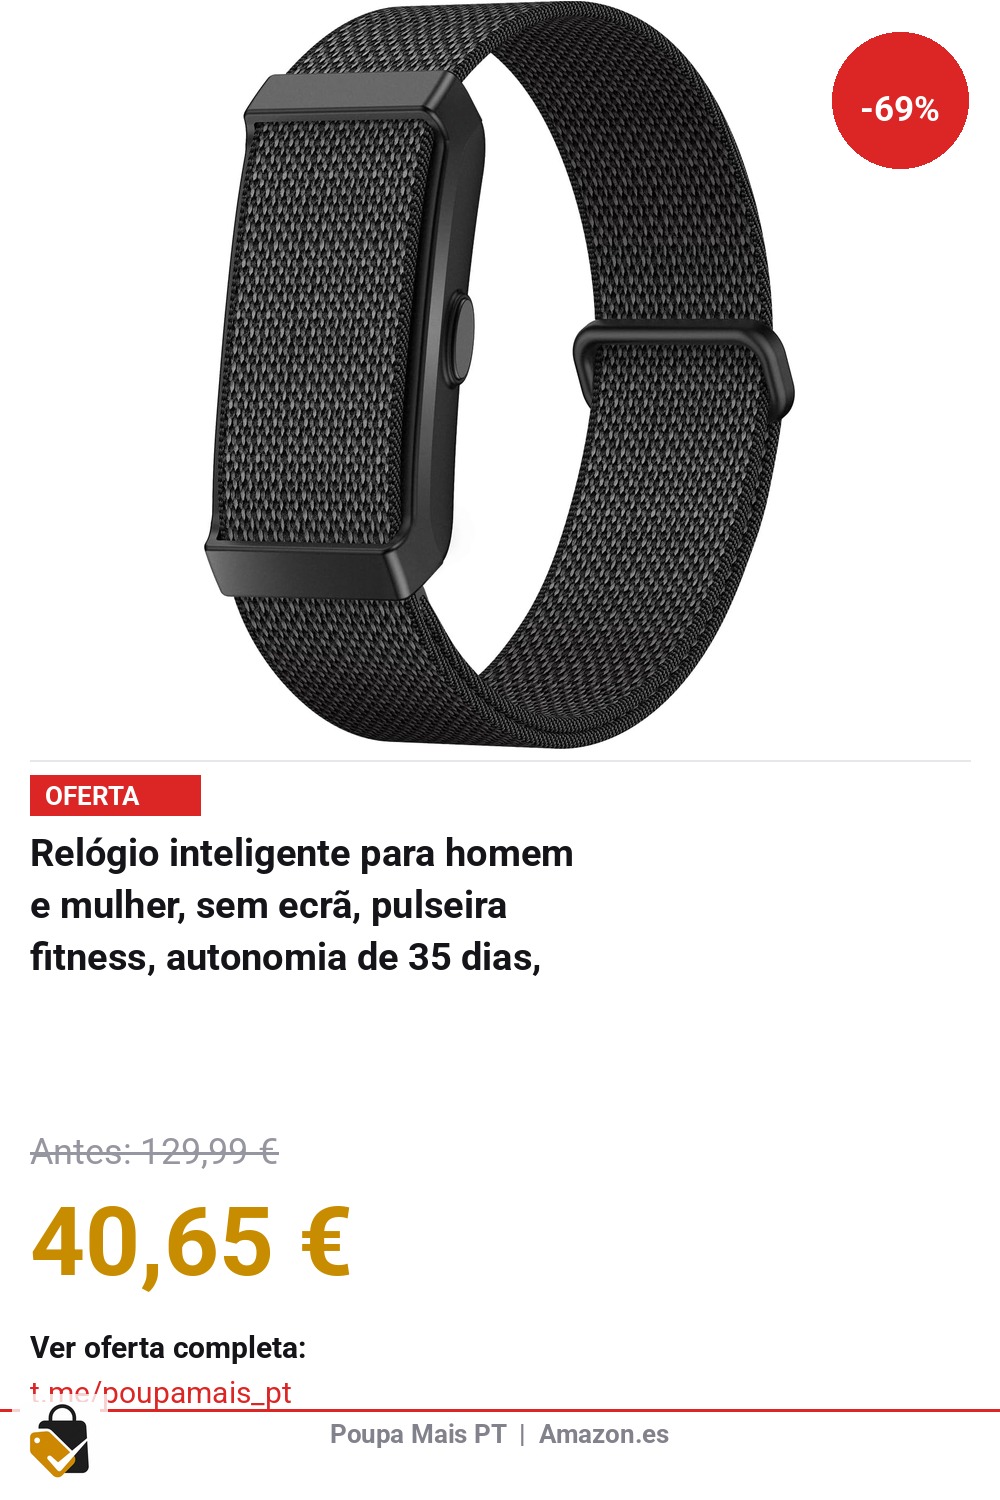 -69%
OFERTA
Relógio inteligente para homem
e mulher, sem ecrã, pulseira
fitness, autonomia de 35 dias,
Antes: 129,99 €
40,65 €
Ver oferta completa:
t.me/poupamais_pt
Poupa Mais PT | Amazon.es